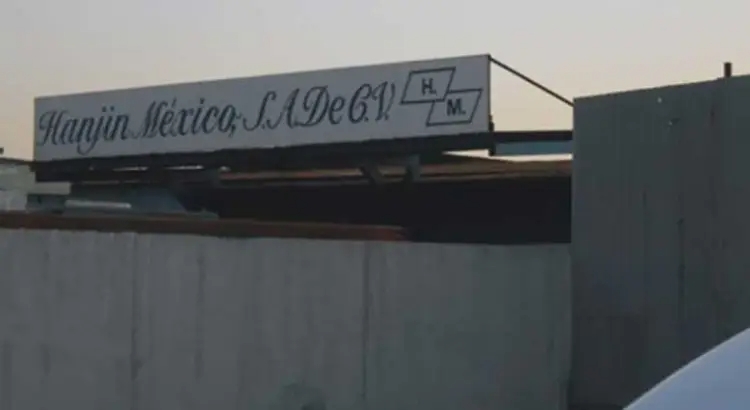 Hanjin México, S.A. De C.V.
H.
M.